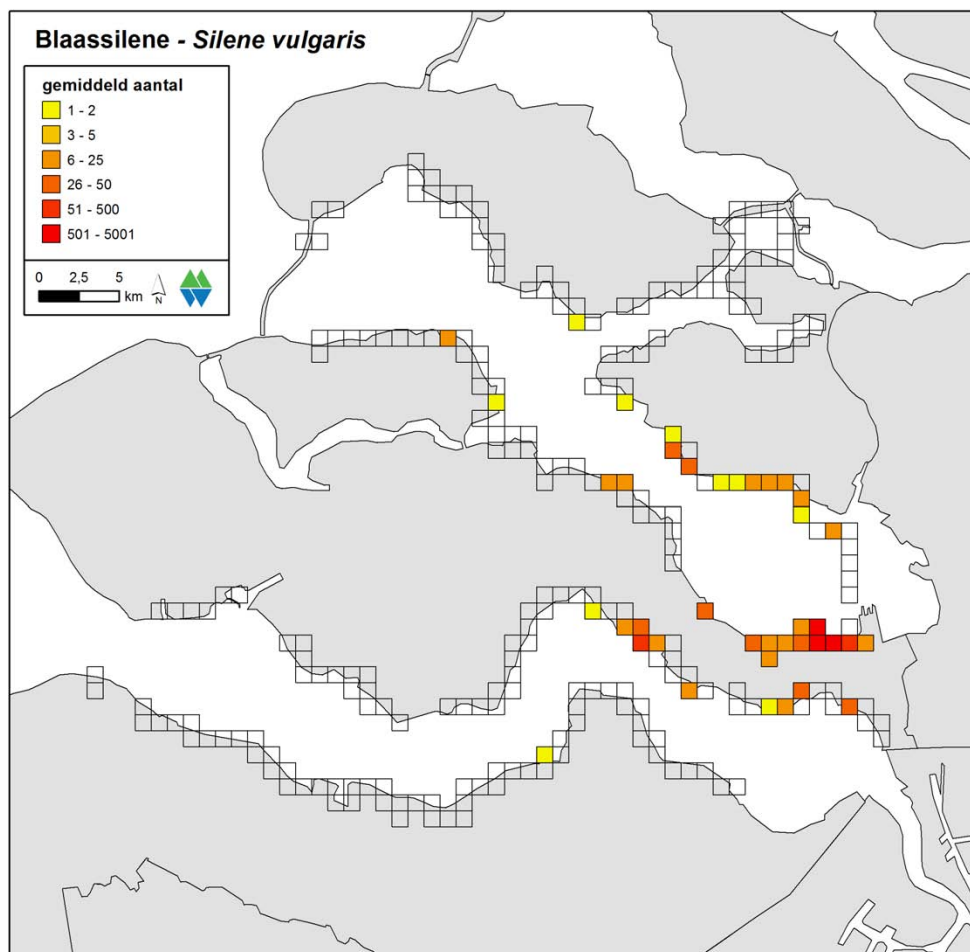 Blaassilene - Silene vulgaris
gemiddeld aantal
1 - 2
3 - 5
6 - 25
26 - 50
51 - 500
501 - 5001
0 2,5 5
km
N